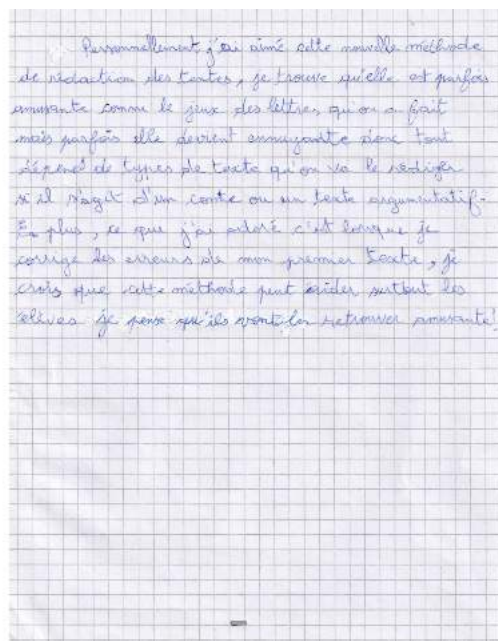 Personnellement, j'ai aimé cette nouvelle méthode
de rédaction des textes, je trouve qu'elle est parfois
amusante comme le jeux des lettres, qu'on a fait
mais parfois elle devient ennuyante donc tout
dépend de types de texte qu'on va le rédiger
si il s'agit d'un conte ou un texte argumentatif.
En plus, ce que j'ai adoré c'est lorsque je
corrige les erreurs de mon premier texte, je
crois que cette méthode peut aider surtout les
élèves je pense qu'ils vont la retrouver amusante!